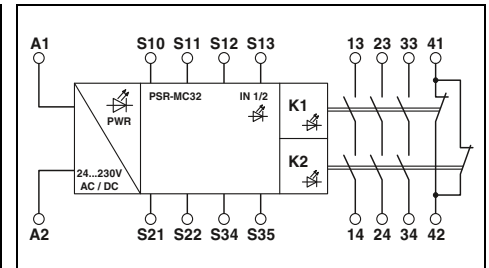 A1 S10 S11 S12 S13 13 23 33 41
PSR-MC32 IN 1/2
PWR
K1
K2
24...230V
AC / DC
A2 S21 S22 S34 S35 14 24 34 42